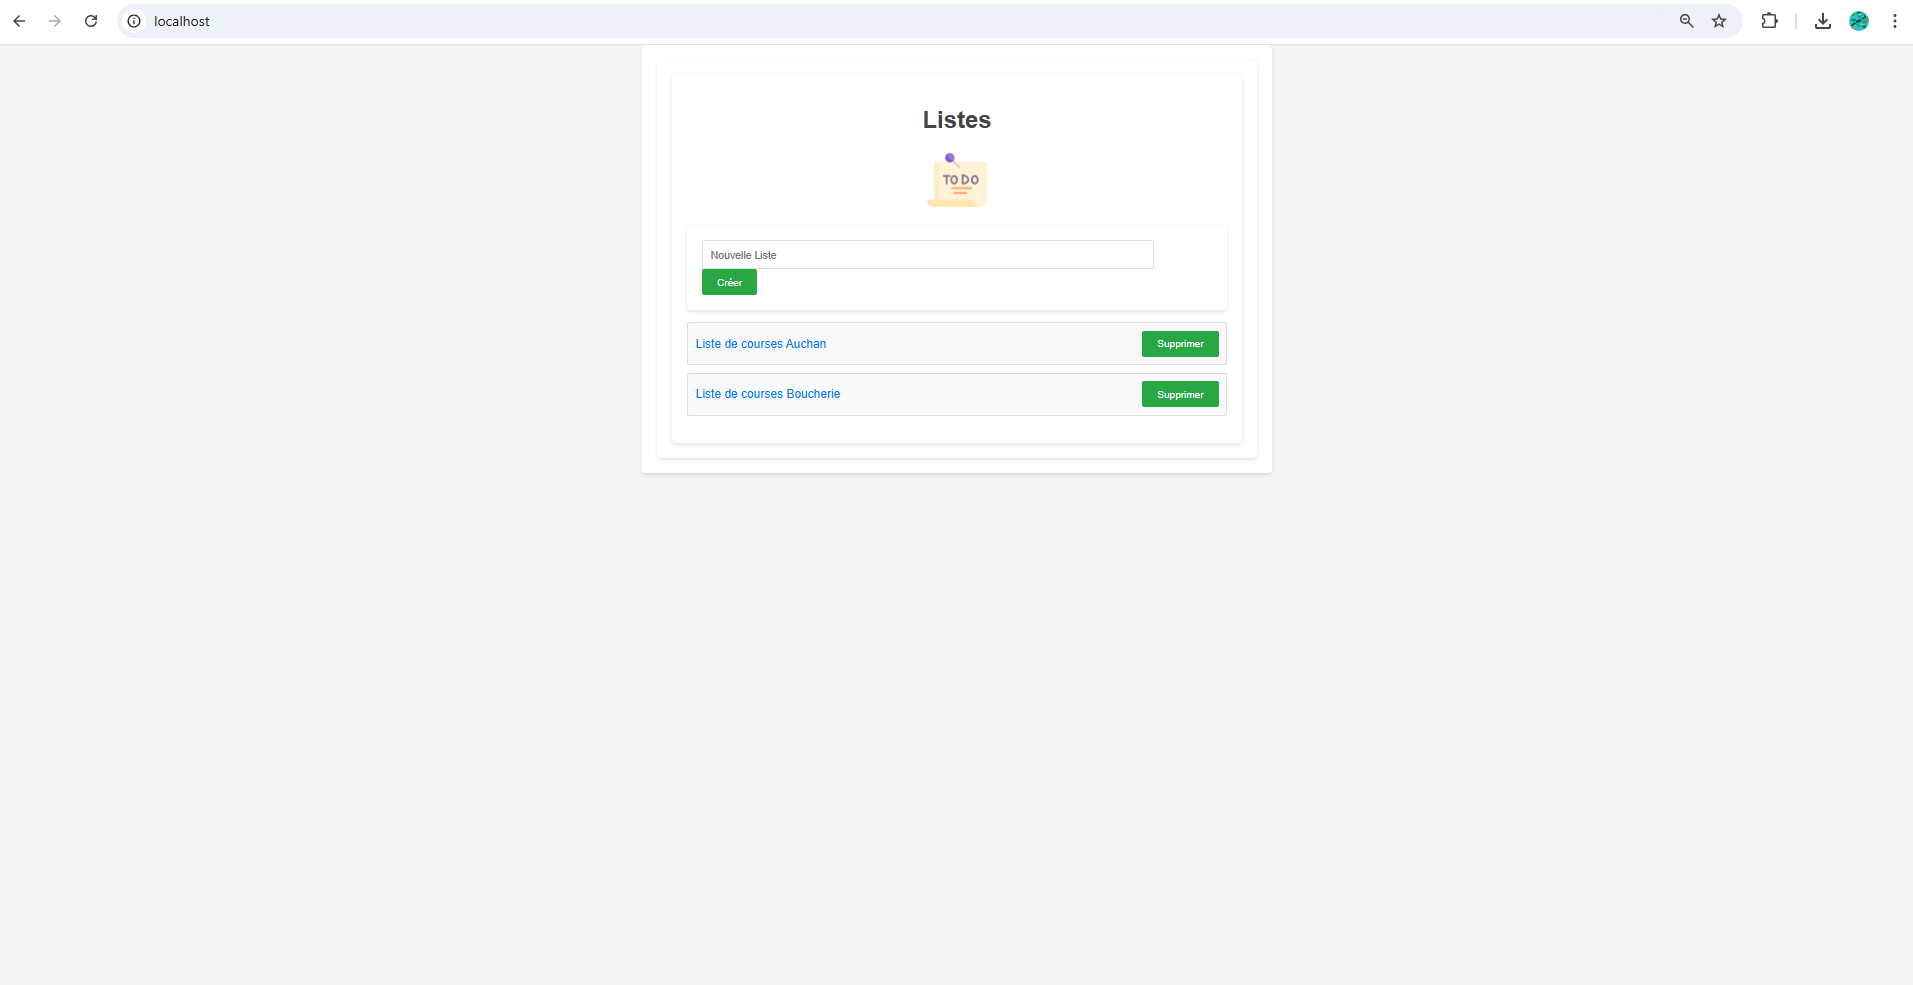 localhost
Listes
TO DO
Nouvelle Liste
Créer
Liste de courses Auchan
Supprimer
Liste de courses Boucherie
Supprimer